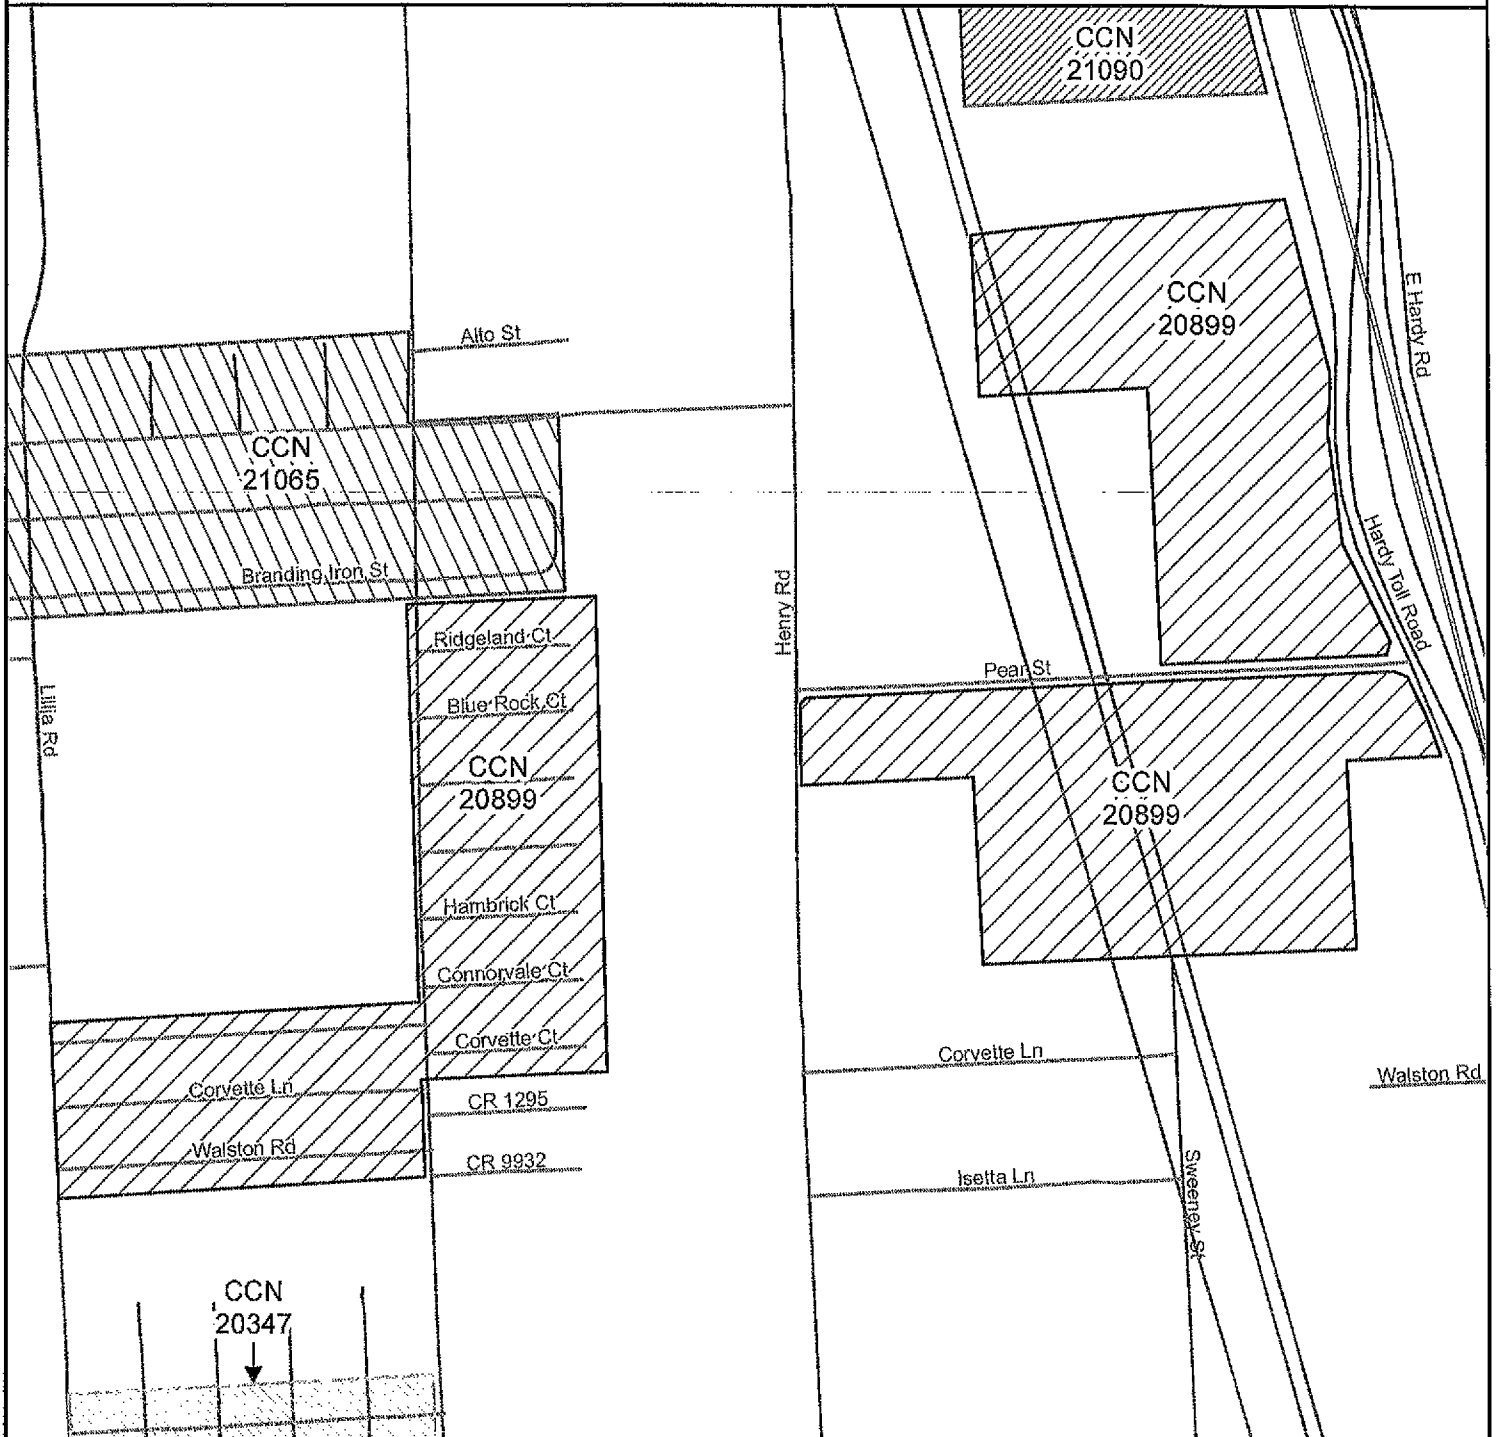 CCN
21090
CCN
20899
E Hardy Rd
Alto St
CCN
21065
Branding Iron St
Henry Rd
Hardy Toll Road
Ridgeland Ct
Pear St
Lillia Rd
Blue Rock Ct
CCN
20899
CCN
20899
Hambrick Ct
Connorvale Ct
Corvette Ct
Corvette Ln
Walston Rd
Corvette Ln
CR 1295
Walston Rd
CR 9932
Isetta Ln
Sweeney St
CCN
20347